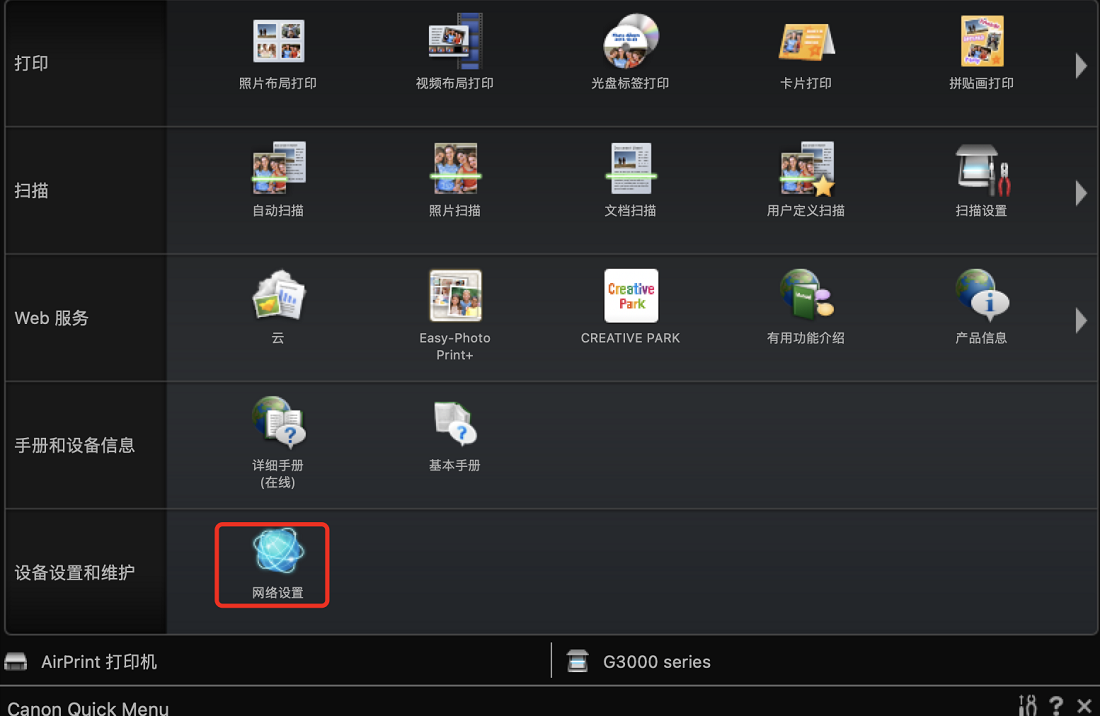 打印
照片布局打印
视频布局打印
光盘标签打印
卡片打印
拼贴画打印
扫描
自动扫描
照片扫描
文档扫描
用户定义扫描
扫描设置
Web 服务
云
Easy-Photo
Print+
Creative
Park
CREATIVE PARK
有用功能介绍
产品信息
手册和设备信息
详细手册
(在线)
基本手册
设备设置和维护
网络设置
AirPrint 打印机
G3000 series
Canon Quick Menu